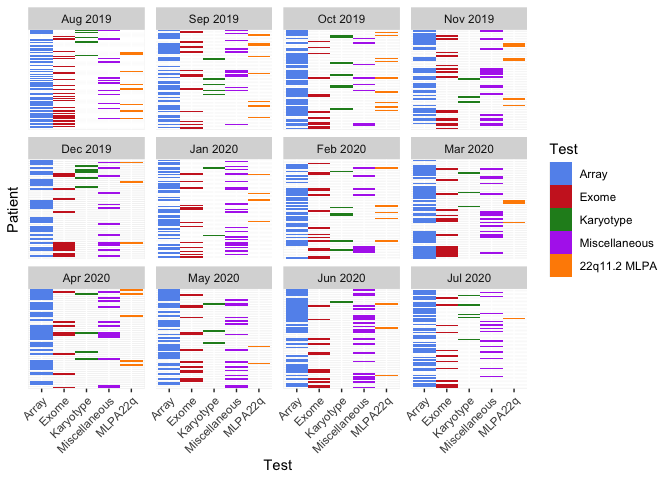 Aug 2019
Sep 2019
Oct 2019
Nov 2019
Dec 2019
Jan 2020
Feb 2020
Mar 2020
Apr 2020
May 2020
Jun 2020
Jul 2020
Patient
Array
Exome
Karyotype
Miscellaneous
MLPA22q
Array
Exome
Karyotype
Miscellaneous
MLPA22q
Array
Exome
Karyotype
Miscellaneous
MLPA22q
Array
Exome
Karyotype
Miscellaneous
MLPA22q
Test
Test
Array
Exome
Karyotype
Miscellaneous
22q11.2 MLPA